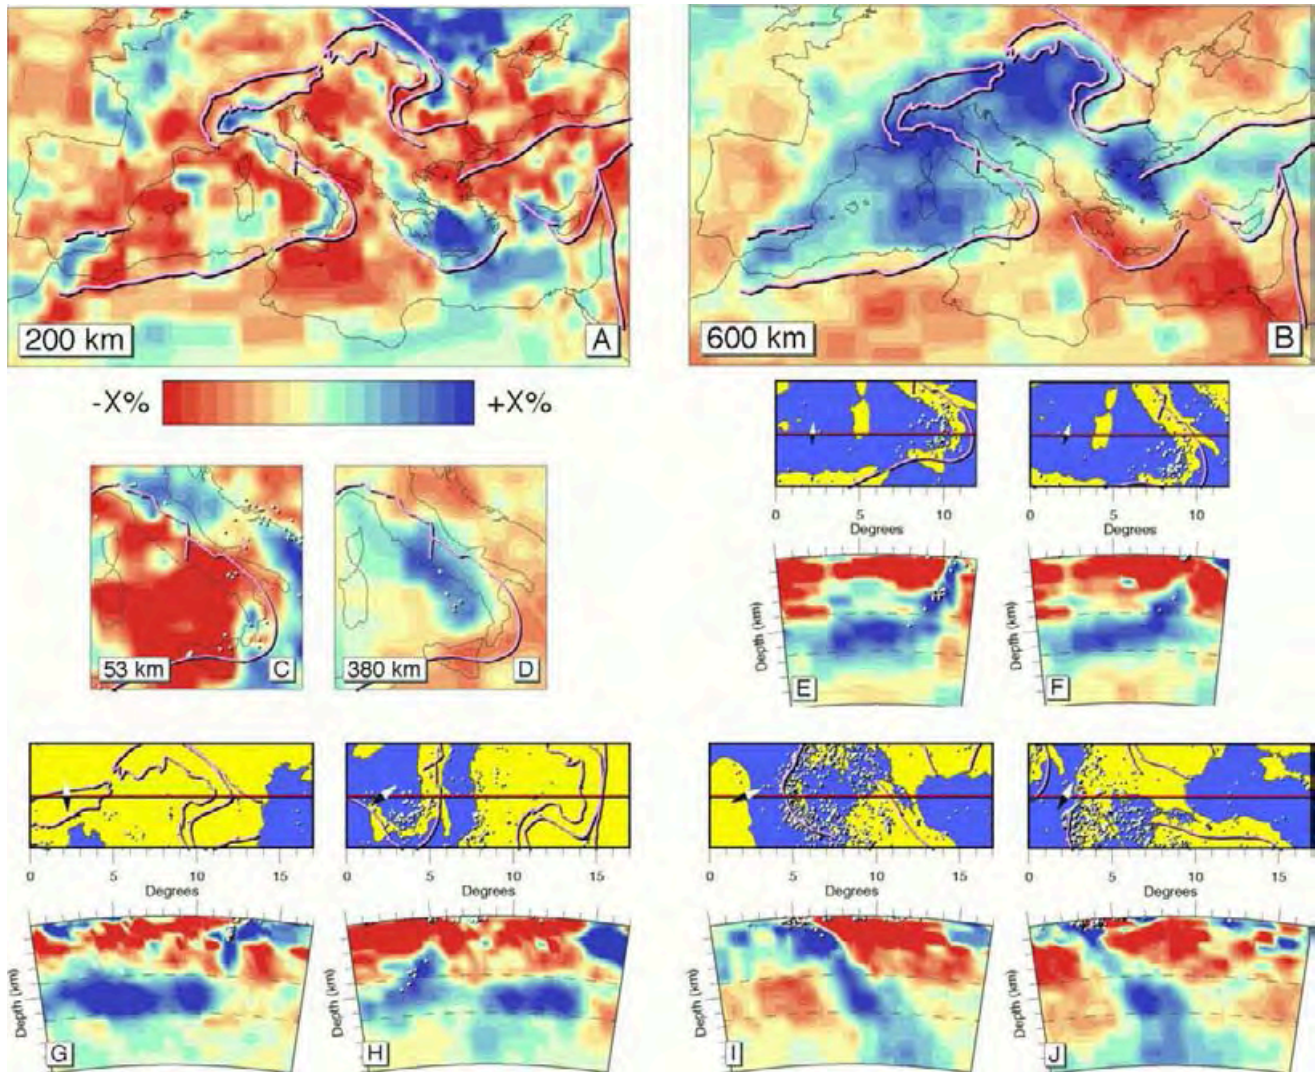 200 km
A
600 km
B
-X%
+X%
0 5 10
Degrees
0 5 10
Degrees
53 km
C
380 km
D
Depth (km)
E
Depth (km)
F
0 5 10 15
Degrees
0 5 10 15
Degrees
0 5 10 15
Degrees
0 5 10 15
Degrees
Depth (km)
G
Depth (km)
H
Depth (km)
I
Depth (km)
J